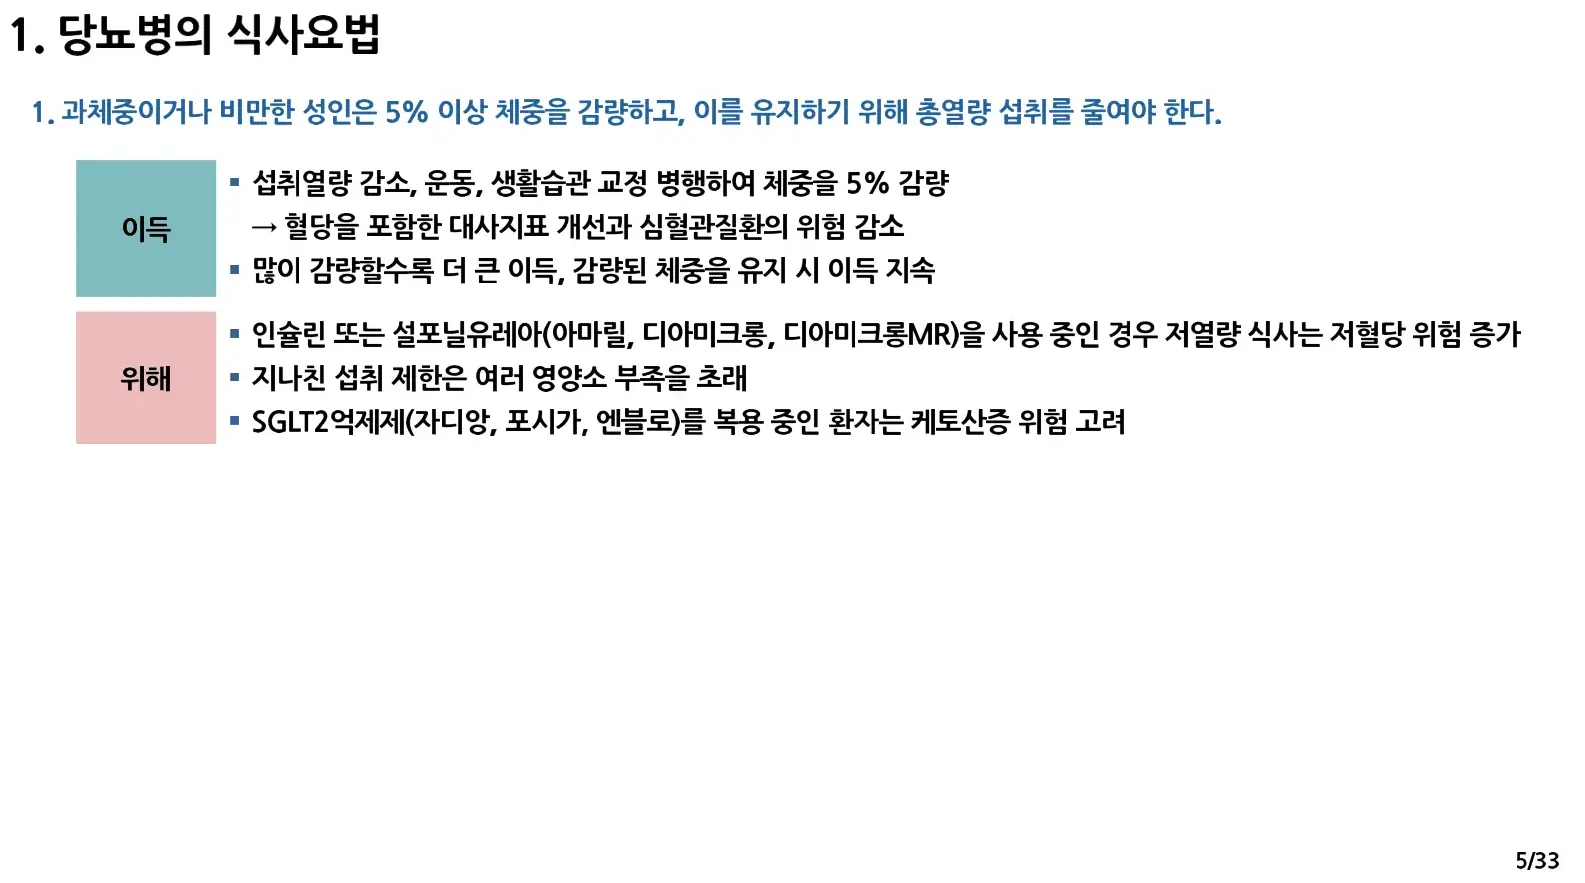 1. 당뇨병의 식사요법
1. 과체중이거나 비만한 성인은 5% 이상 체중을 감량하고, 이를 유지하기 위해 총열량 섭취를 줄여야 한다.
이득
▪ 섭취열량 감소, 운동, 생활습관 교정 병행하여 체중을 5% 감량
→ 혈당을 포함한 대사지표 개선과 심혈관질환의 위험 감소
▪ 많이 감량할수록 더 큰 이득, 감량된 체중을 유지 시 이득 지속
위해
▪ 인슐린 또는 설포닐유레아(아마릴, 디아미크롱, 디아미크롱MR)을 사용 중인 경우 저열량 식사는 저혈당 위험 증가
▪ 지나친 섭취 제한은 여러 영양소 부족을 초래
▪ SGLT2억제제(자디앙, 포시가, 엔블로)를 복용 중인 환자는 케토산증 위험 고려
5/33